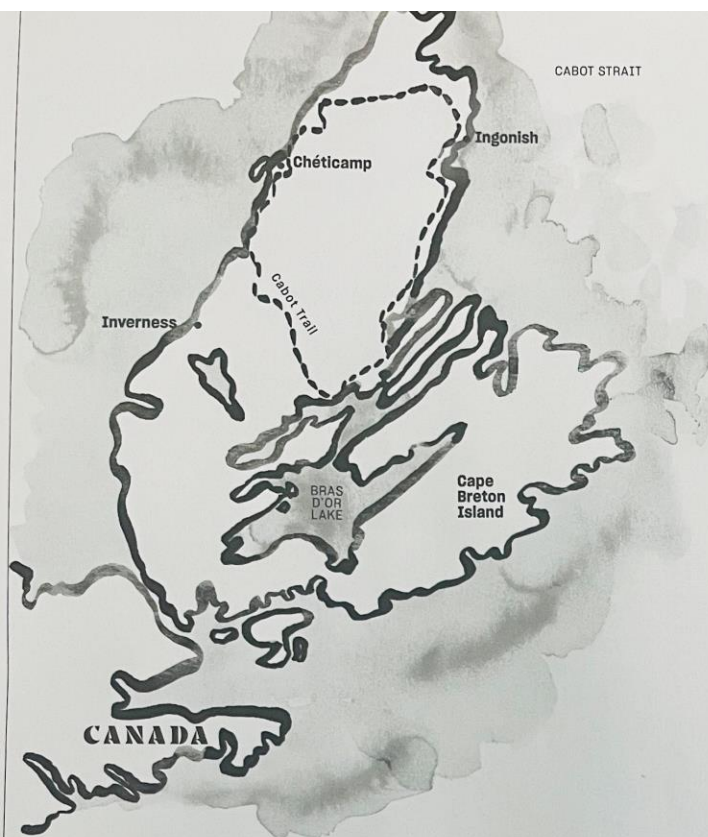 CABOT STRAIT
Ingonish
Chéticamp
Cabot Trail
Inverness
BRAS
D'OR
LAKE
Cape
Breton
Island
CANADA